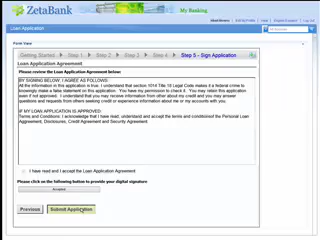 ZetaBank
My Banking
Loan Application
Form View
Getting Started
Step 1
Step 2
Step 3
Step 4
Step 5 - Sign Application
Loan Application Agreement
Please review the Loan Application Agreement below:
BY SIGNING BELOW, I AGREE AS FOLLOWS:
All the information in this application is true. I understand that section 1014 Title 18 Legal Code makes it a federal crime to
knowingly make a false statement on this application. You have my permission to check it. You may retain this application
even if not approved. I understand that you may receive information from other about my credit and you may answer
questions and requests from others seeking credit or experience information about me or my accounts with you.
IF MY LOAN APPLICATION IS APPROVED:
Terms and Conditions: I acknowledge that I have read, understand and accept the terms and conditions of the Personal Loan
Agreement, Disclosures, Credit Agreement and Security Agreement.
I have read and I accept the Loan Application Agreement
Please click on the following button to provide your digital signature
Accepted
Previous
Submit Application